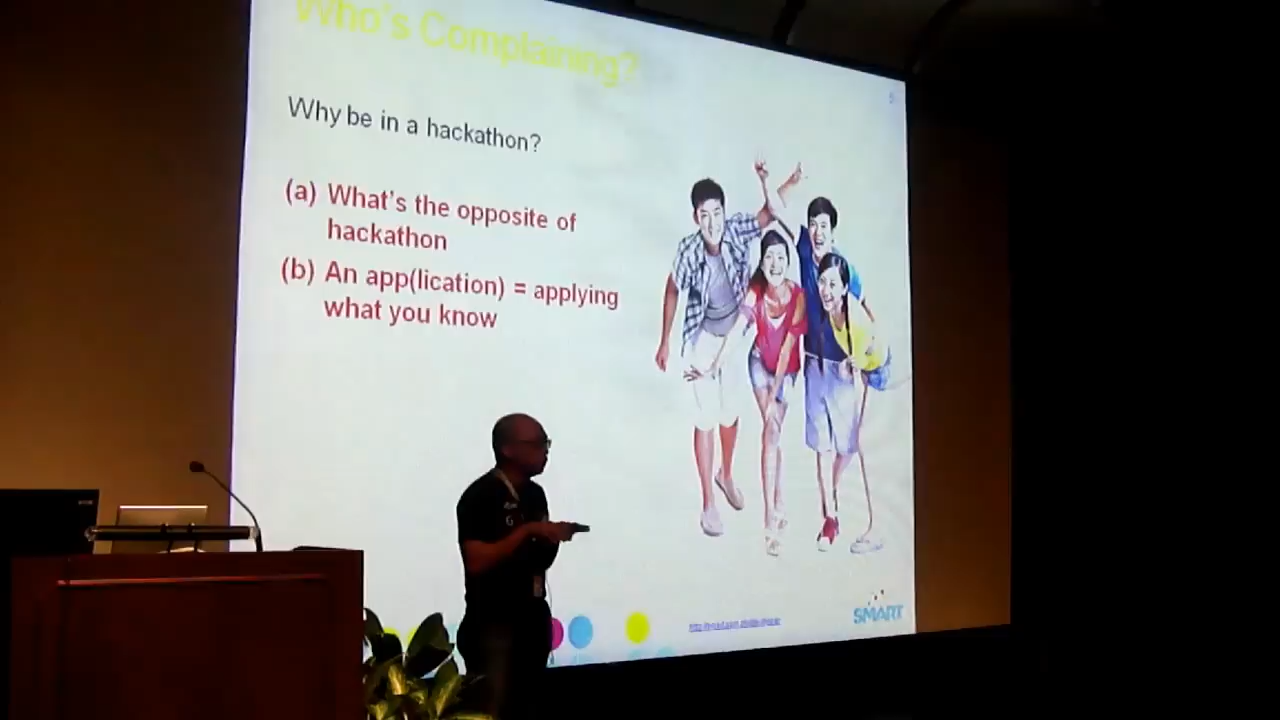 Who's Complaining?
Why be in a hackathon?
(a) What's the opposite of
hackathon
(b) An app(lication) = applying
what you know
SMART